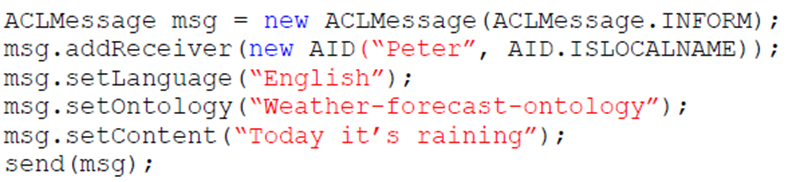 ACLMessage msg = new ACLMessage(ACLMessage.INFORM);
msg.addReceiver(new AID(“Peter”, AID.ISLOCALNAME));
msg.setLanguage(“English”);
msg.setOntology(“Weather-forecast-ontology”);
msg.setContent(“Today it’s raining”);
send(msg);